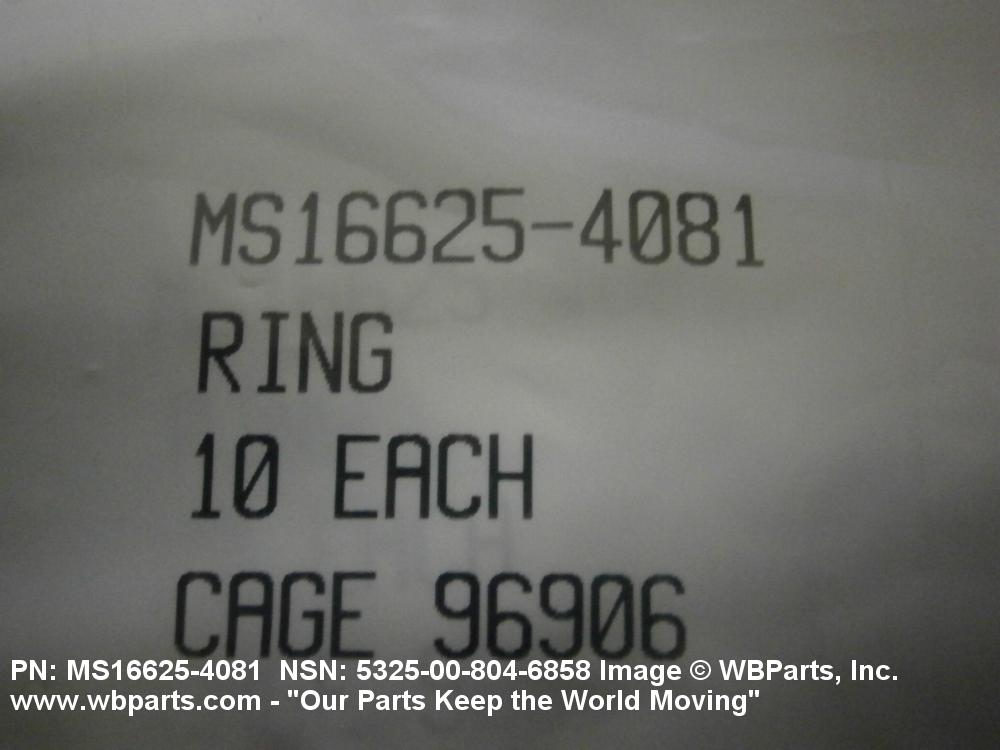 MS16625-4081
RING
10 EACH
CAGE 96906
PN: MS16625-4081 NSN: 5325-00-804-6858 Image © WBParts, Inc.
www.wbparts.com - "Our Parts Keep the World Moving"